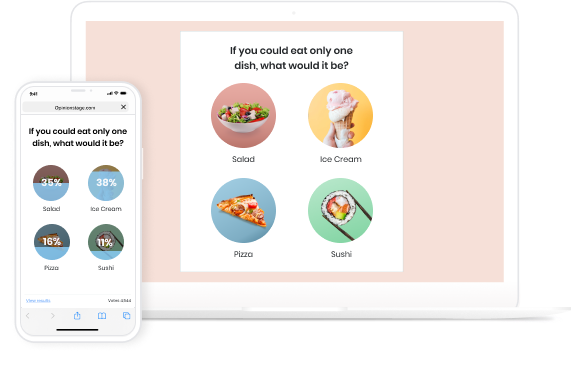 If you could eat only one
dish, what would it be?
Salad
Ice Cream
Pizza
Sushi
9:41
Opinionstage.com
If you could eat only one
dish, what would it be?
35%
38%
Salad
Ice Cream
16%
11%
Pizza
Sushi
View results